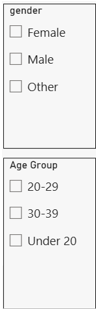 gender
Female
Male
Other
Age Group
20-29
30-39
Under 20